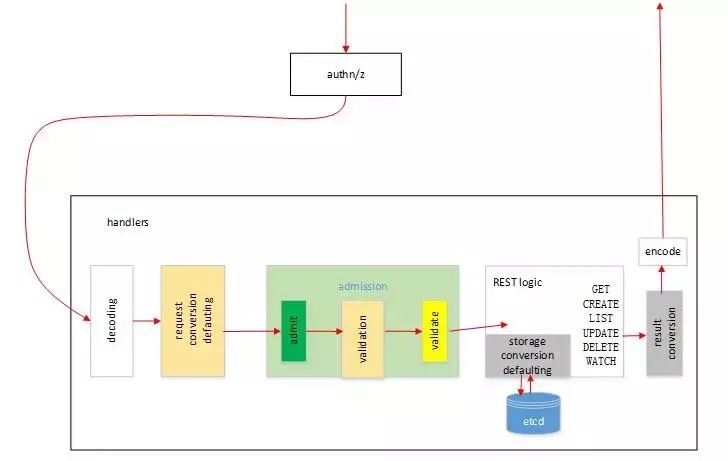 authn/z
handlers
decoding
request
conversion
defauting
admission
admit
validation
validate
REST logic
GET
CREATE
LIST
UPDATE
DELETE
WATCH
storage
conversion
defaulting
etcd
result
conversion
encode